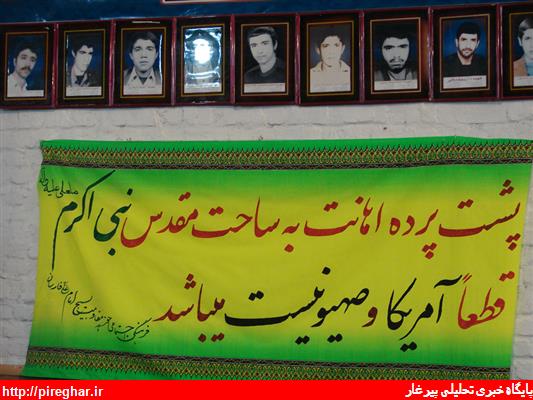 پشت پرده اهانت به ساحت مقدس نبی اکرم
قطعاً آمریکا و صهیونیست میباشد
http://pireghar.ir
پایگاه خبری تحلیلی پیرغار